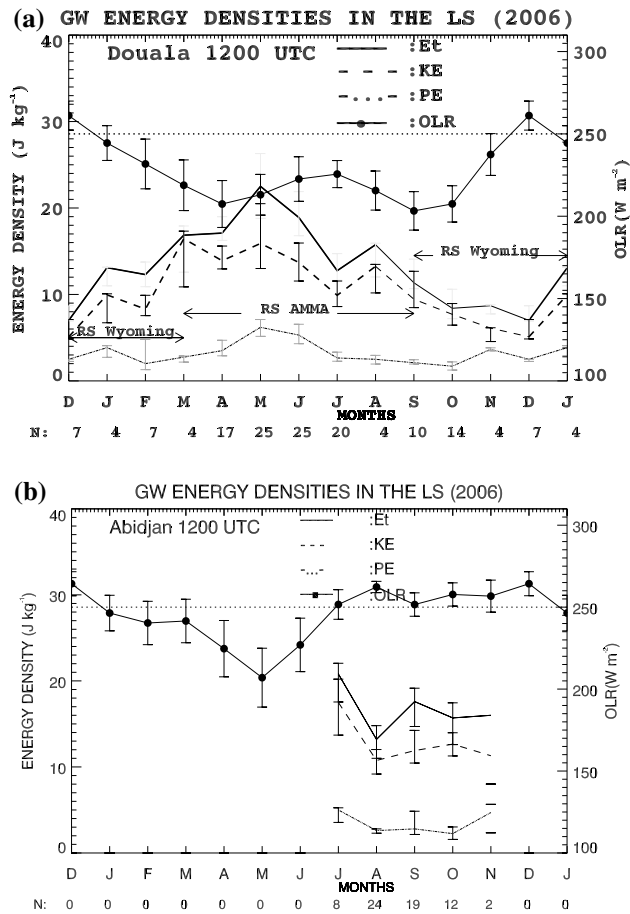 (a) GW ENERGY DENSITIES IN THE LS (2006)
Douala 1200 UTC
:Et
:KE
:PE
:OLR
40
30
20
10
0
ENERGY DENSITY (J kg⁻¹)
300
250
200
150
100
OLR(W m⁻²)
RS Wyoming
RS AMMA
RS Wyoming
D J F M A M J J A S O N D J
MONTHS
N: 7 4 7 4 17 25 25 20 4 10 14 4 7 4
(b) GW ENERGY DENSITIES IN THE LS (2006)
Abidjan 1200 UTC
:Et
:KE
:PE
:OLR
40
30
20
10
0
ENERGY DENSITY (J kg⁻¹)
300
250
200
150
100
OLR(W m⁻²)
D J F M A M J J A S O N D J
MONTHS
N: 0 0 0 0 0 0 0 8 24 19 12 2 0 0